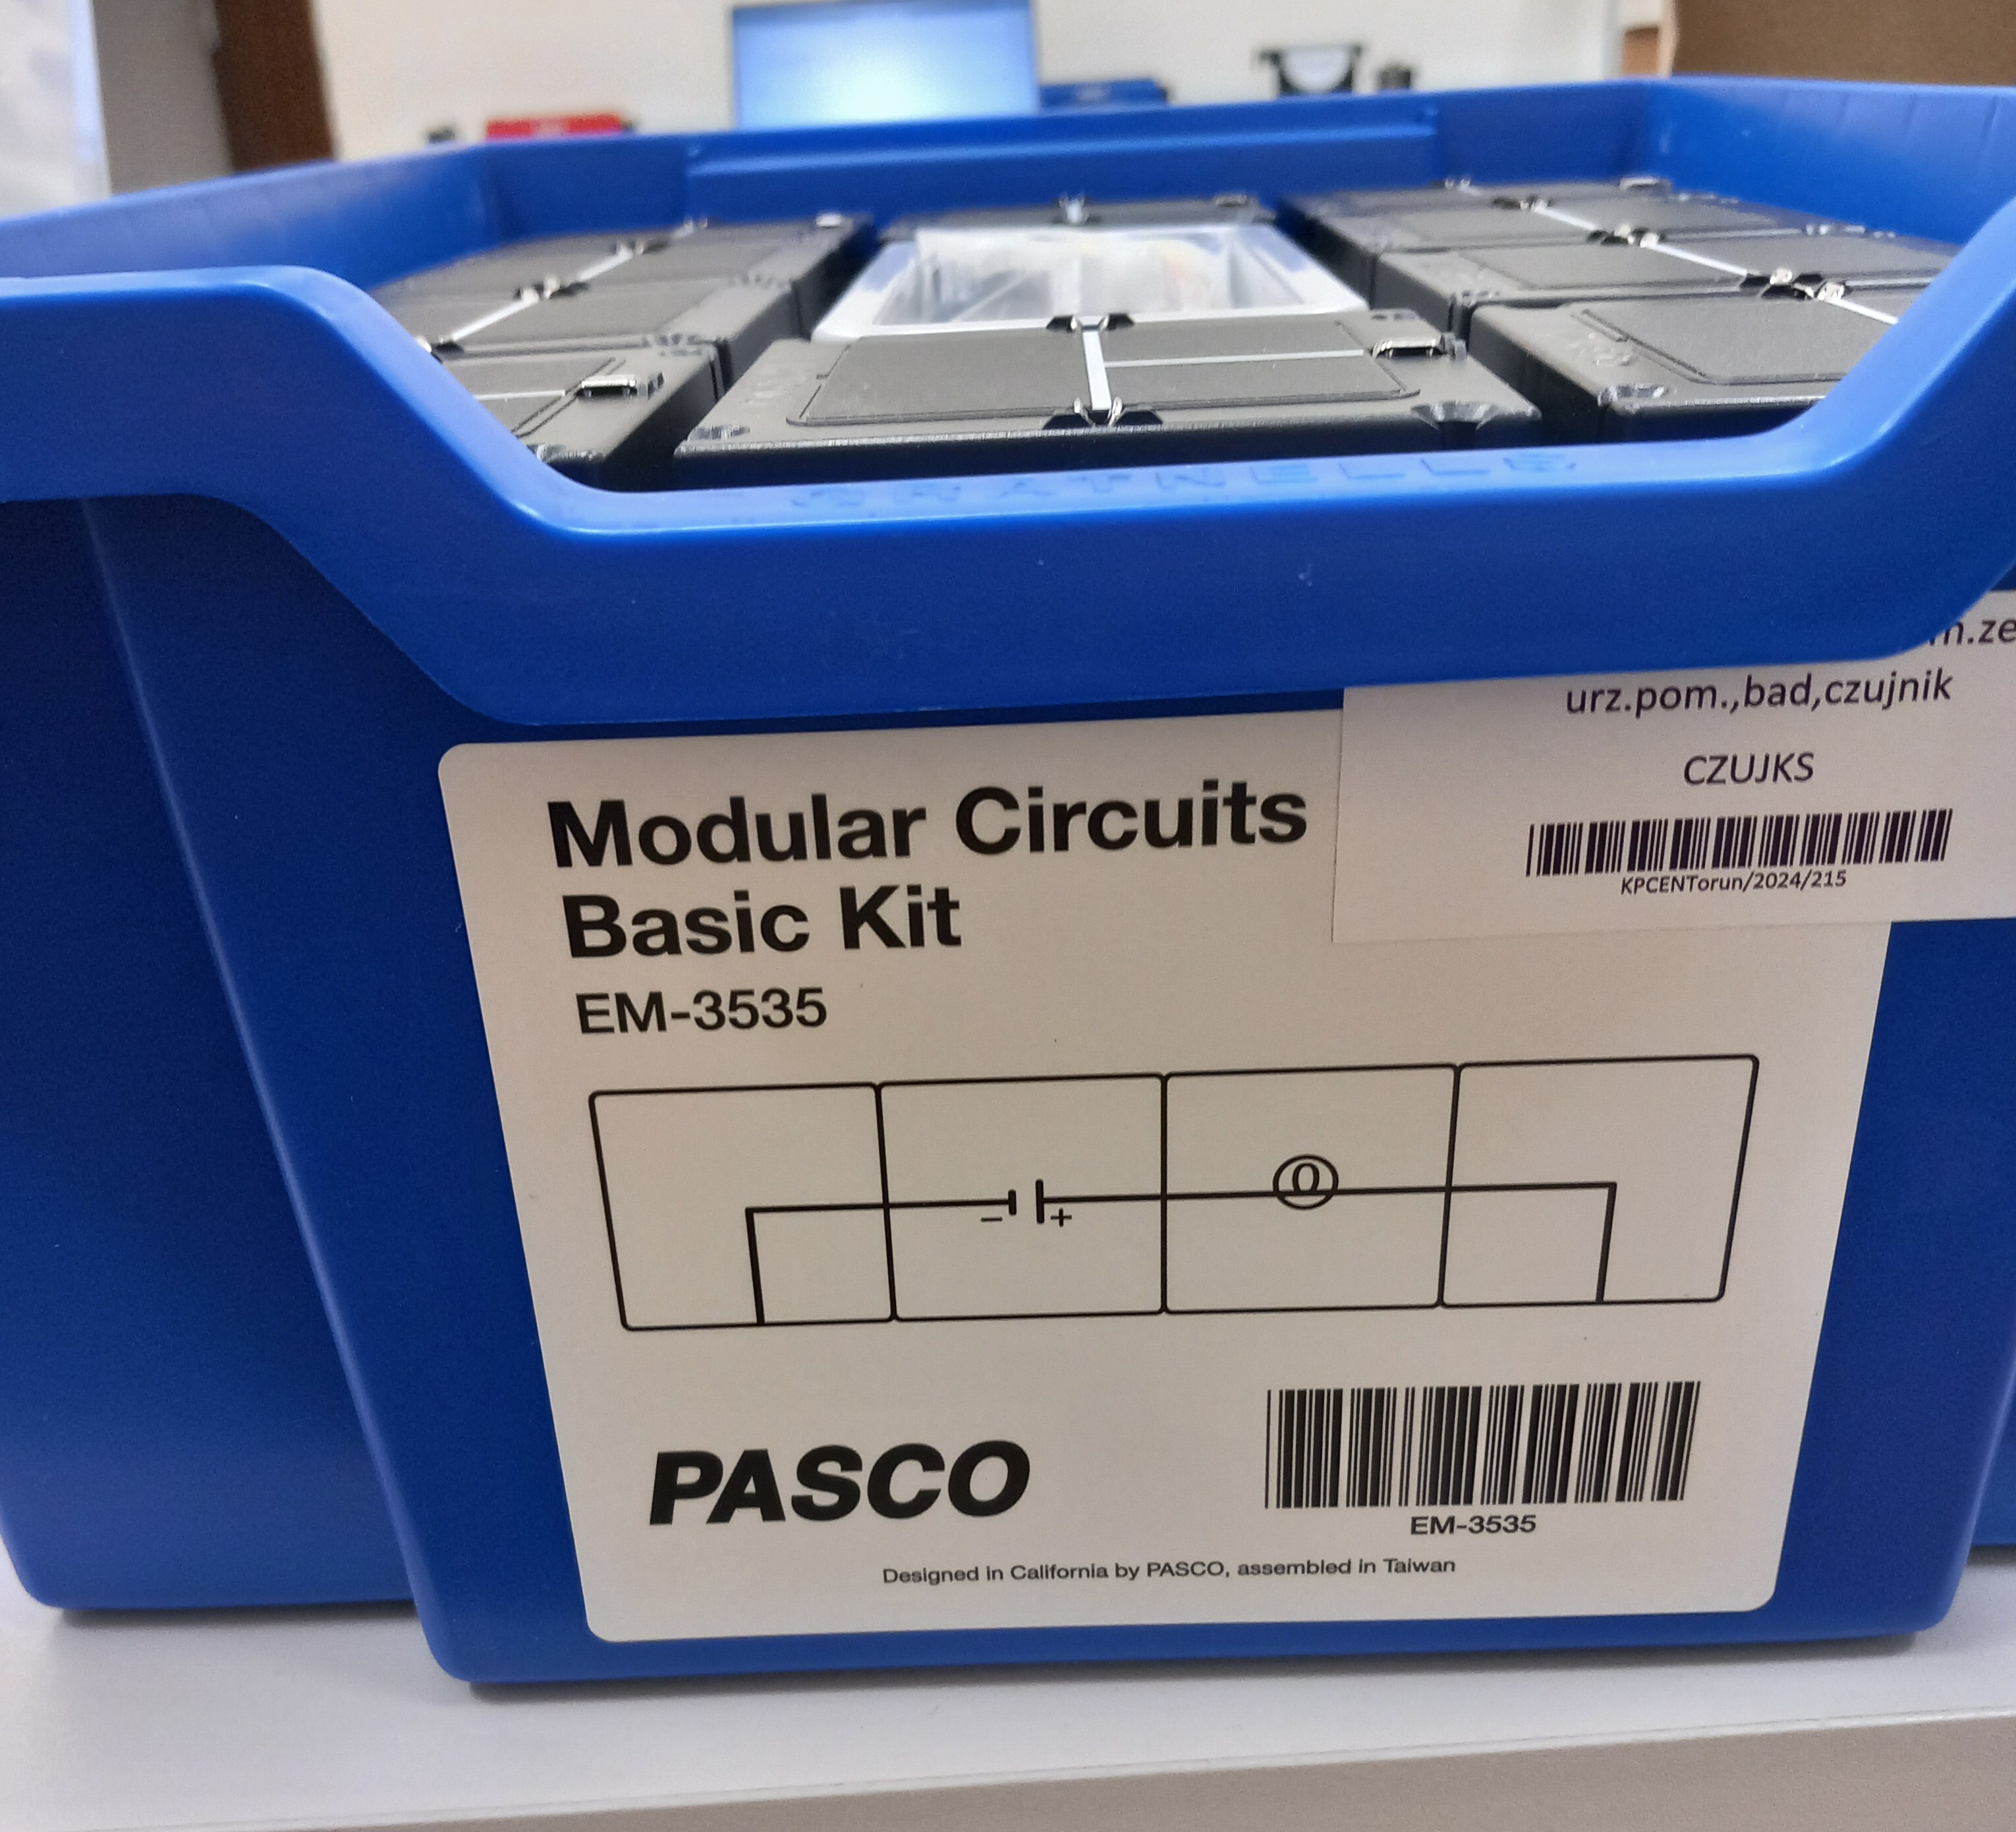 GRATNELLS
urz.pom.,bad,czujnik
CZUJKS
KPCENTorun/2024/215
Modular Circuits
Basic Kit
EM-3535
− +
PASCO
EM-3535
Designed in California by PASCO, assembled in Taiwan